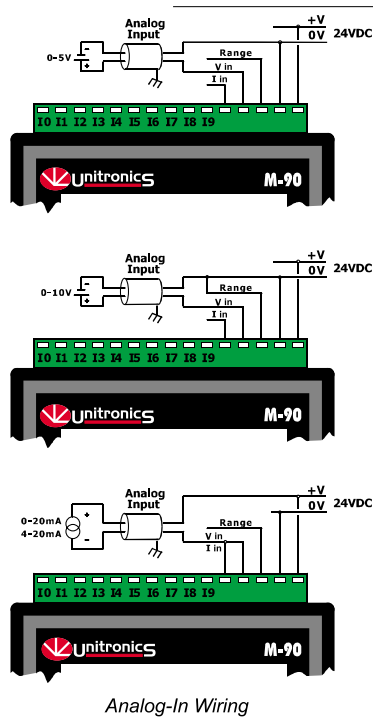 Analog
Input
+V
0V
24VDC
Range
0-5V
V in
I in
I0 I1 I2 I3 I4 I5 I6 I7 I8 I9
UnitronicS
M-90
Analog
Input
+V
0V
24VDC
Range
0-10V
V in
I in
I0 I1 I2 I3 I4 I5 I6 I7 I8 I9
UnitronicS
M-90
Analog
Input
+V
0V
24VDC
0-20mA
4-20mA
Range
V in
I in
I0 I1 I2 I3 I4 I5 I6 I7 I8 I9
UnitronicS
M-90
Analog-In Wiring